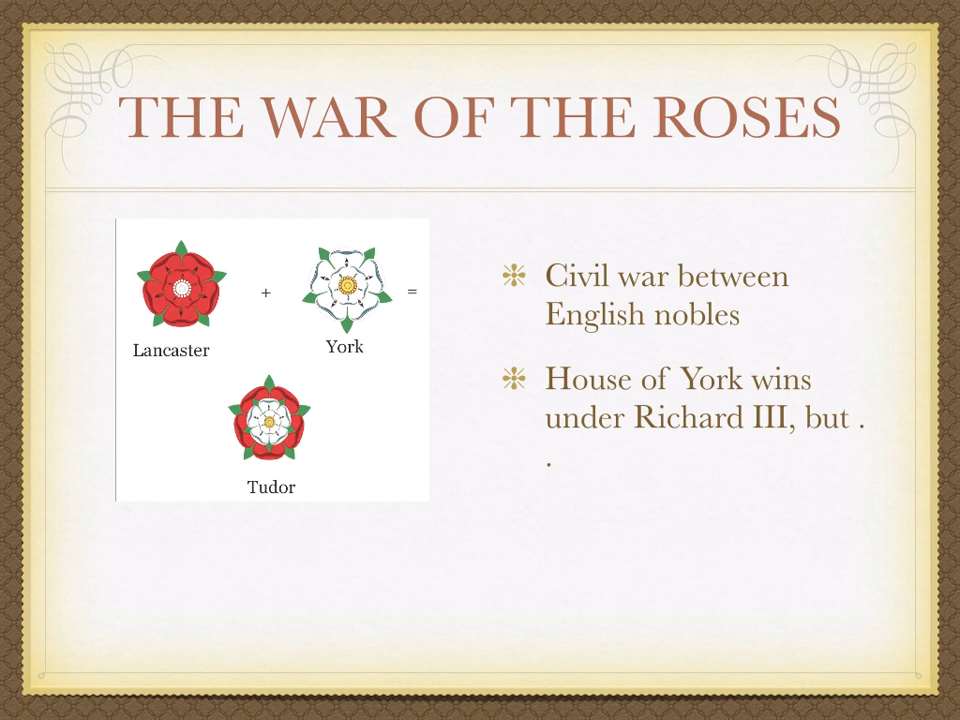 THE WAR OF THE ROSES
+
=
Lancaster
York
Tudor
Civil war between
English nobles
House of York wins
under Richard III, but .
.